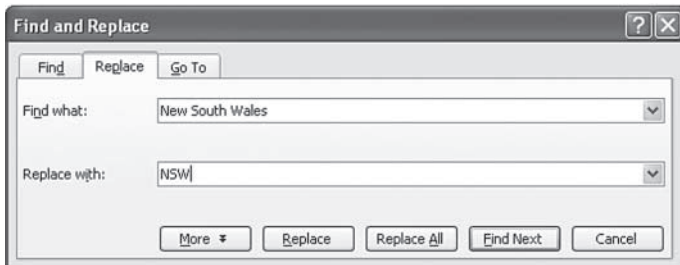 Find and Replace
Find Replace Go To
Find what: New South Wales
Replace with: NSW
More Replace Replace All Find Next Cancel